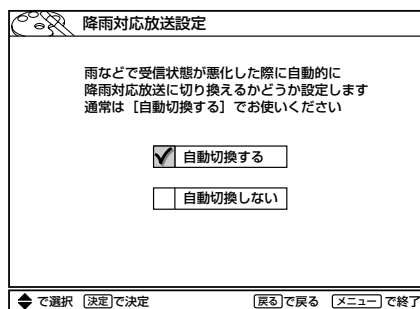 降雨対応放送設定
雨などで受信状態が悪化した際に自動的に
降雨対応放送に切り換えるかどうか設定します
通常は［自動切換する］でお使いください
自動切換する
自動切換しない
で選択 決定で決定 戻るで戻る メニューで終了